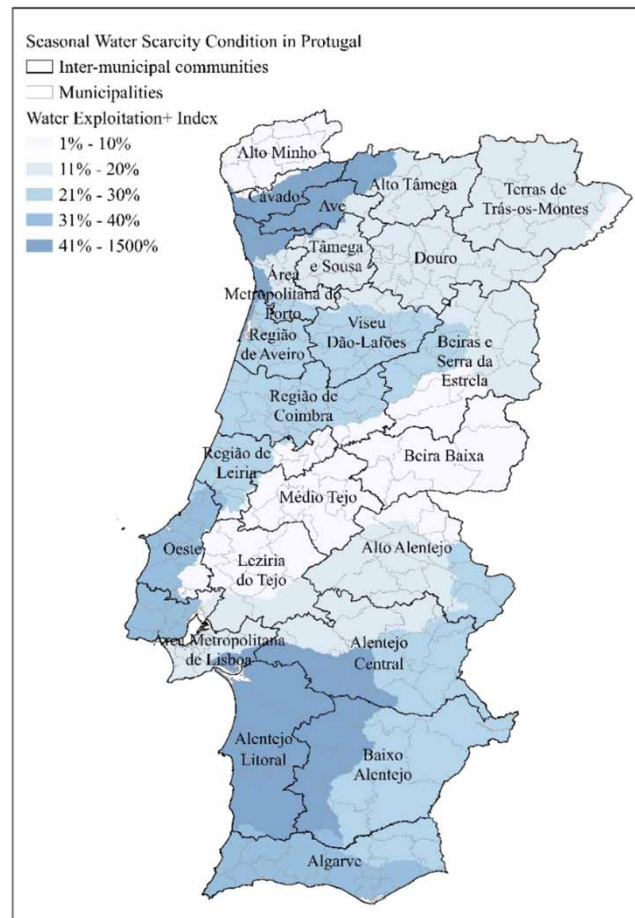 Seasonal Water Scarcity Condition in Protugal
Inter-municipal communities
Municipalities
Water Exploitation+ Index
1% - 10%
11% - 20%
21% - 30%
31% - 40%
41% - 1500%
Alto Minho
Cávado
Ave
Alto Tâmega
Terras de
Trás-os-Montes
Tâmega
e Sousa
Douro
Área
Metropolitana do
Porto
Região
de Aveiro
Viseu
Dão-Lafões
Beiras e
Serra da
Estrela
Região de
Coimbra
Região de
Leiria
Beira Baixa
Médio Tejo
Oeste
Lezíria
do Tejo
Alto Alentejo
Área Metropolitana
de Lisboa
Alentejo
Central
Alentejo
Litoral
Baixo
Alentejo
Algarve